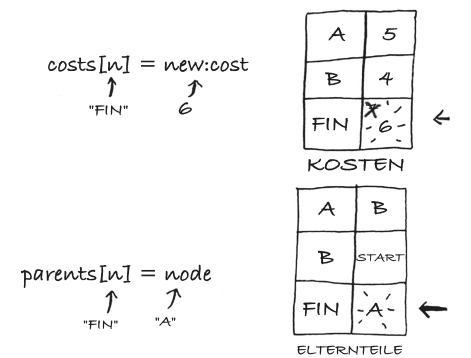 costs[n] = new:cost
"FIN" 6
A 5
B 4
FIN 6
KOSTEN
parents[n] = node
"FIN" "A"
A B
B START
FIN A
ELTERNTEILE